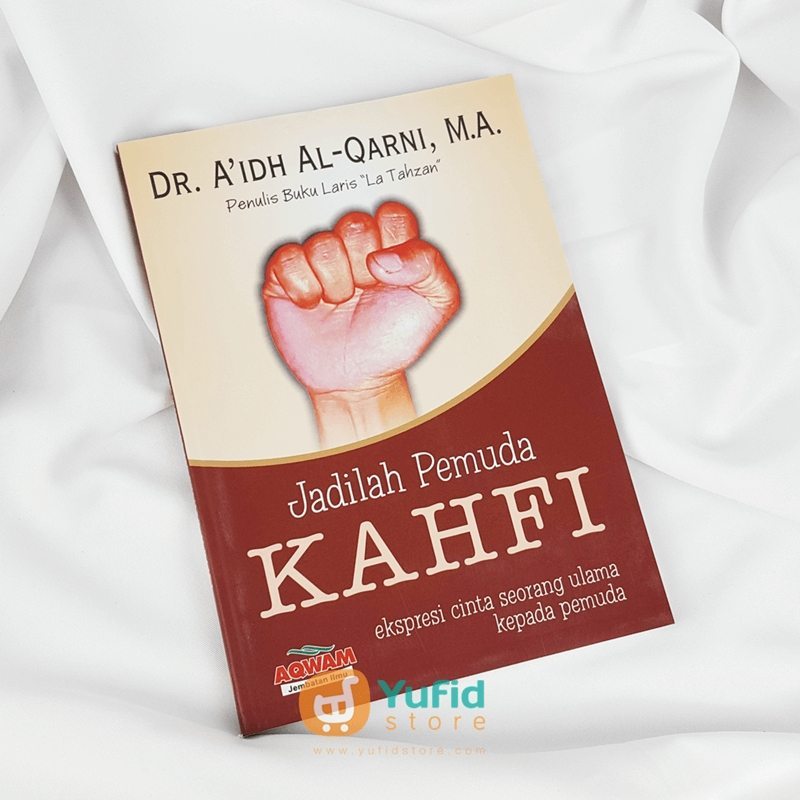 DR. A'IDH AL-QARNI, M.A.
Penulis Buku Laris "La Tahzan"
Jadilah Pemuda
KAHFI
ekspresi cinta seorang ulama
kepada pemuda
AQWAM
Jembatan Ilmu
Yufid
store
www.yufidstore.com